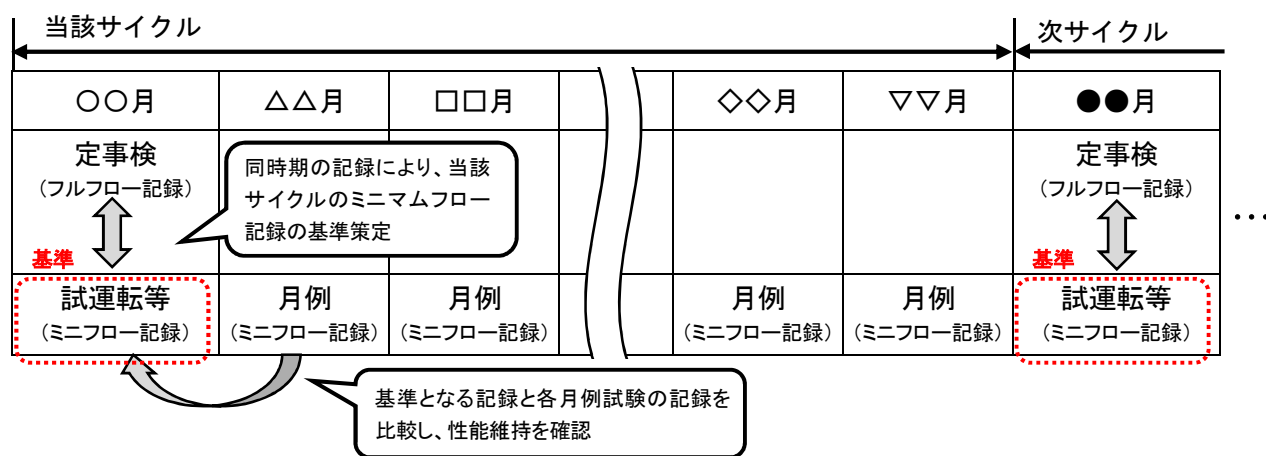 当該サイクル
次サイクル
○○月
△△月
□□月
◇◇月
▽▽月
●●月
定事検
(フルフロー記録)
同時期の記録により、当該
サイクルのミニマムフロー
記録の基準策定
定事検
(フルフロー記録)
…
基準
基準
試運転等
(ミニフロー記録)
月例
(ミニフロー記録)
月例
(ミニフロー記録)
月例
(ミニフロー記録)
月例
(ミニフロー記録)
試運転等
(ミニフロー記録)
基準となる記録と各月例試験の記録を
比較し、性能維持を確認